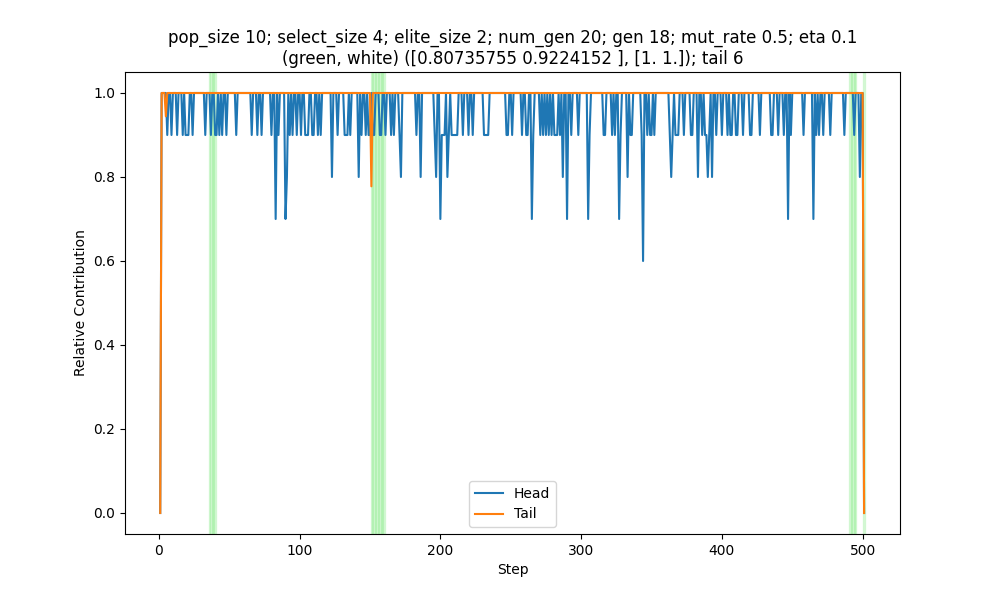 pop_size 10; select_size 4; elite_size 2; num_gen 20; gen 18; mut_rate 0.5; eta 0.1
(green, white) ([0.80735755 0.9224152 ], [1. 1.]); tail 6
1.0
0.8
0.6
0.4
0.2
0.0
Relative Contribution
Head
Tail
0 100 200 300 400 500
Step